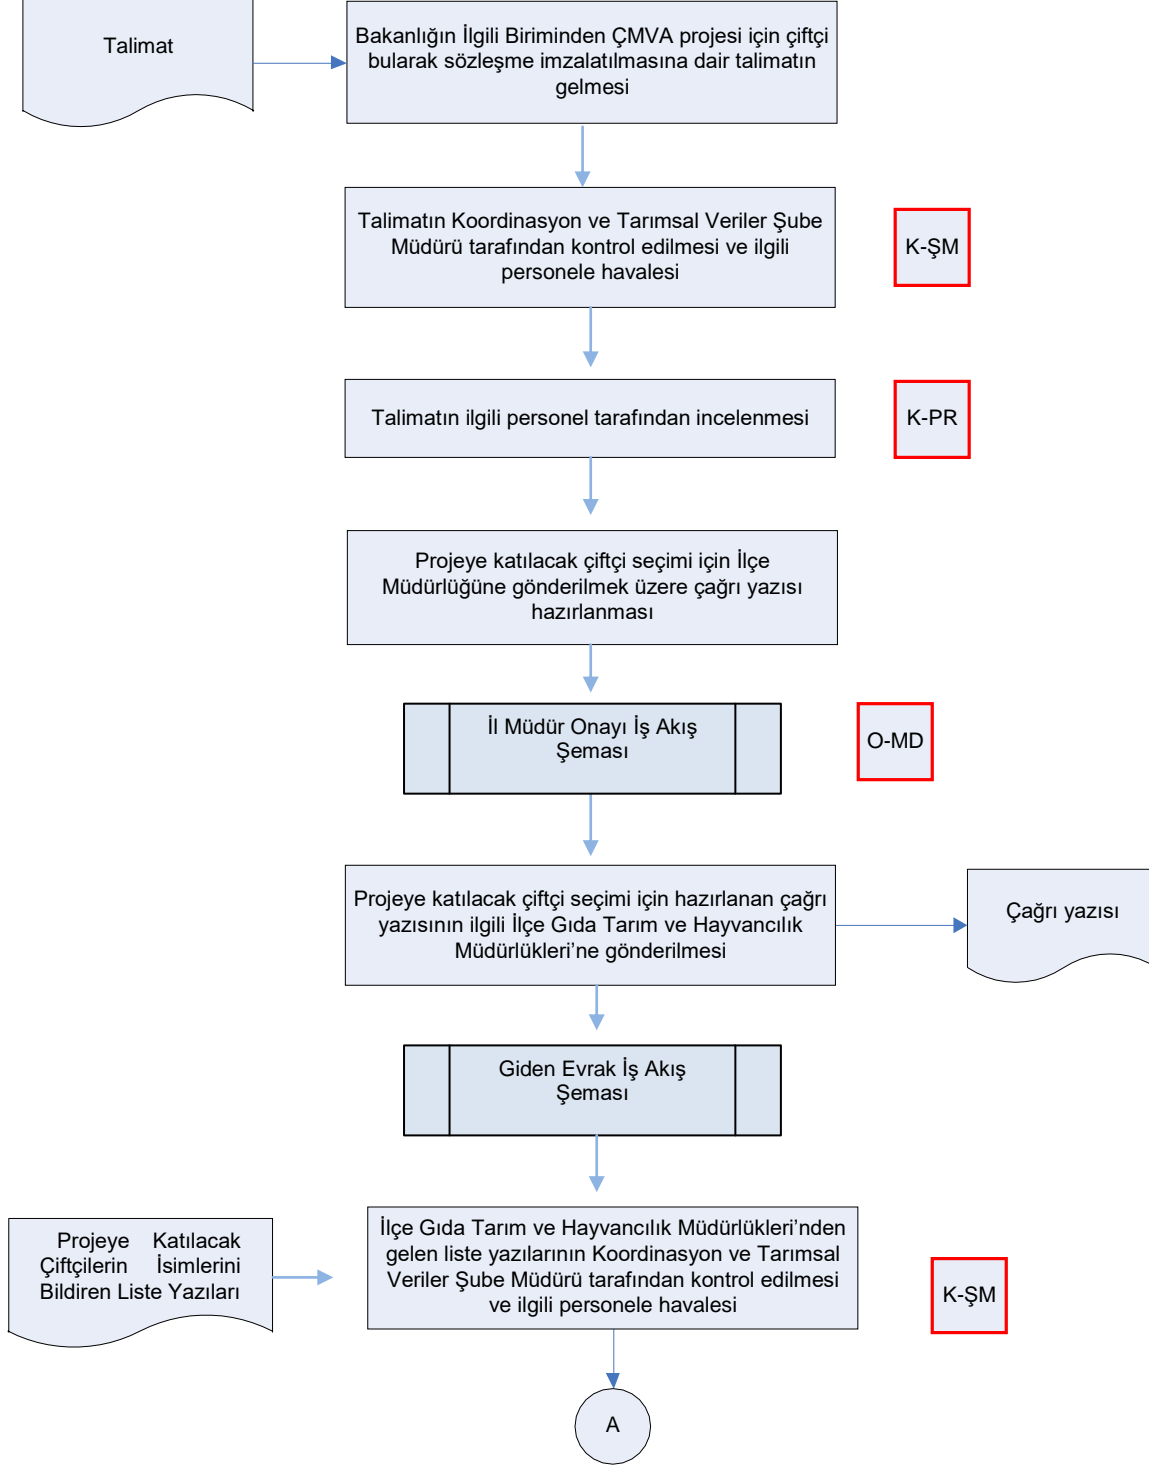 Talimat
Bakanlığın İlgili Biriminden ÇMVA projesi için çiftçi
bularak sözleşme imzalatılmasına dair talimatın
gelmesi
Talimatın Koordinasyon ve Tarımsal Veriler Şube
Müdürü tarafından kontrol edilmesi ve ilgili
personele havalesi
K-ŞM
Talimatın ilgili personel tarafından incelenmesi
K-PR
Projeye katılacak çiftçi seçimi için İlçe
Müdürlüğüne gönderilmek üzere çağrı yazısı
hazırlanması
İl Müdür Onayı İş Akış
Şeması
O-MD
Projeye katılacak çiftçi seçimi için hazırlanan çağrı
yazısının ilgili İlçe Gıda Tarım ve Hayvancılık
Müdürlükleri’ne gönderilmesi
Çağrı yazısı
Giden Evrak İş Akış
Şeması
Projeye Katılacak
Çiftçilerin İsimlerini
Bildiren Liste Yazıları
İlçe Gıda Tarım ve Hayvancılık Müdürlükleri’nden
gelen liste yazılarının Koordinasyon ve Tarımsal
Veriler Şube Müdürü tarafından kontrol edilmesi
ve ilgili personele havalesi
K-ŞM
A